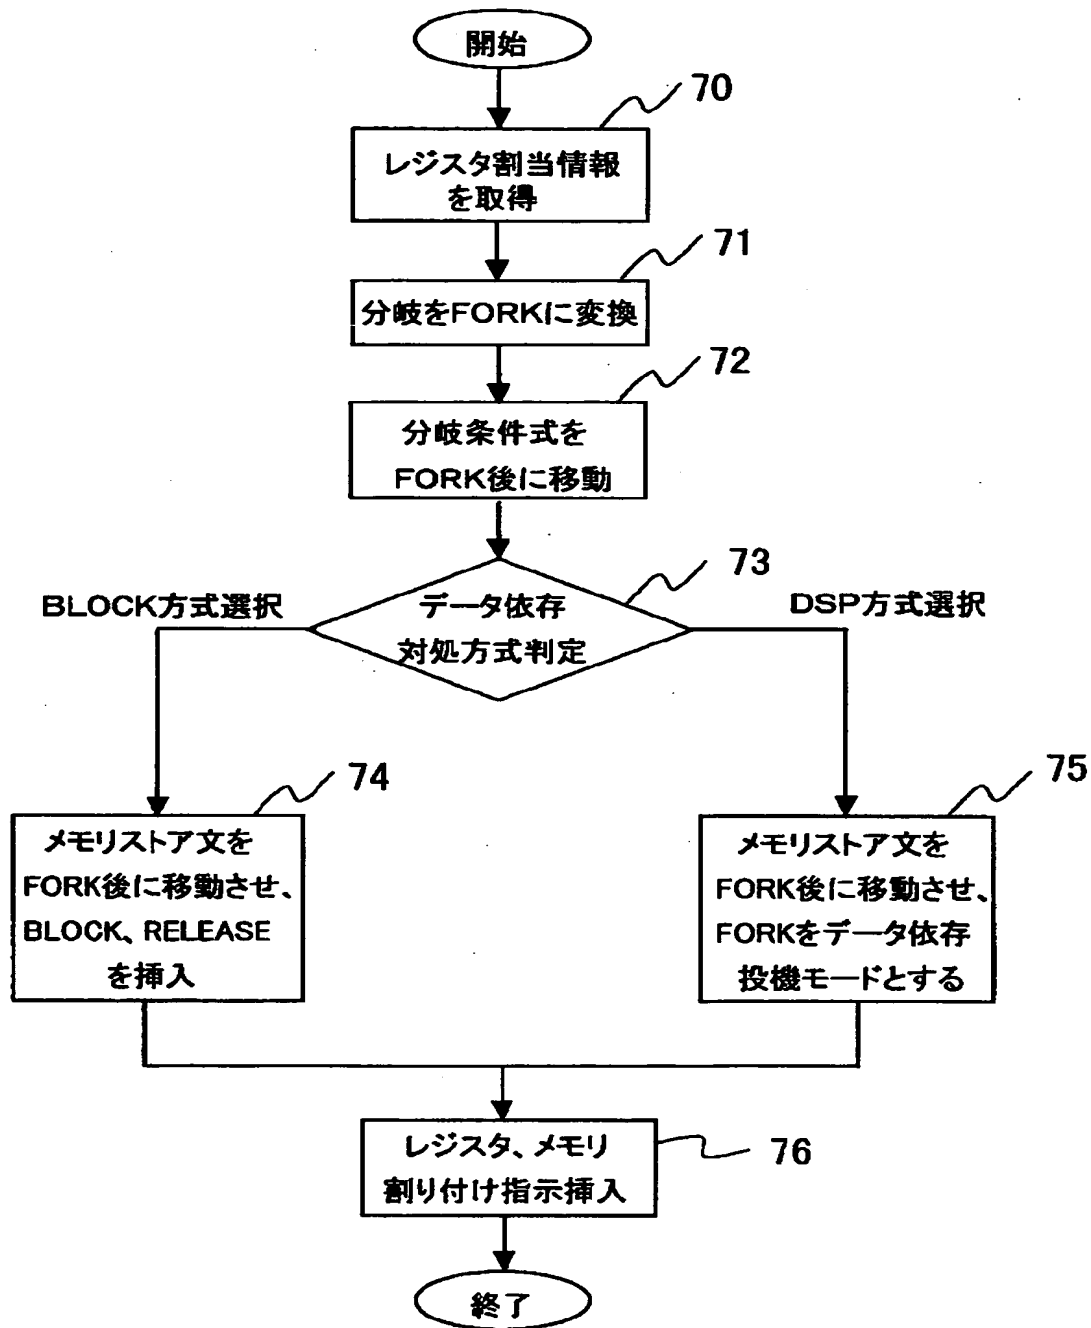 開始
70
レジスタ割当情報
を取得
71
分岐をFORKに変換
72
分岐条件式を
FORK後に移動
73
データ依存
対処方式判定
BLOCK方式選択
DSP方式選択
74
メモリストア文を
FORK後に移動させ、
BLOCK、RELEASE
を挿入
75
メモリストア文を
FORK後に移動させ、
FORKをデータ依存
投機モードとする
76
レジスタ、メモリ
割り付け指示挿入
終了